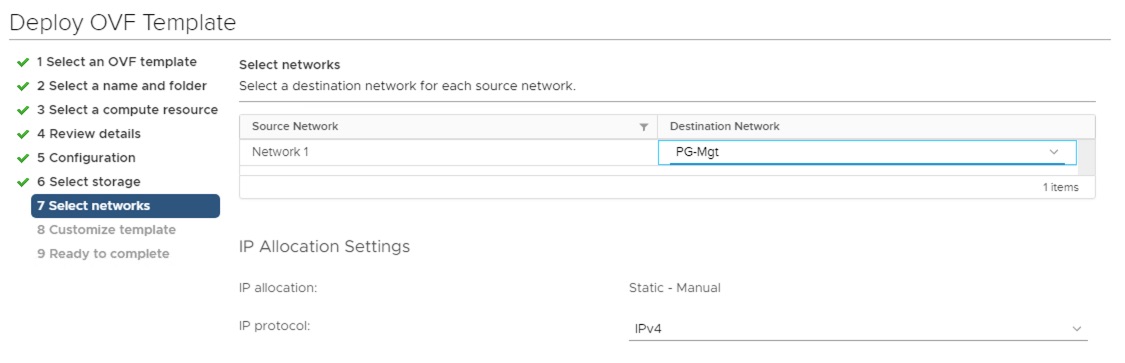 Deploy OVF Template
1 Select an OVF template
2 Select a name and folder
3 Select a compute resource
4 Review details
5 Configuration
6 Select storage
7 Select networks
8 Customize template
9 Ready to complete
Select networks
Select a destination network for each source network.
Source Network Destination Network
Network 1 PG-Mgt
1 items
IP Allocation Settings
IP allocation: Static - Manual
IP protocol: IPv4